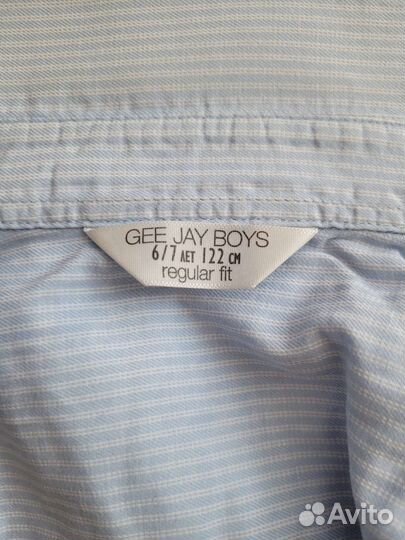 GEE JAY BOYS
6/7 ЛЕТ 122 СМ
regular fit
Avito